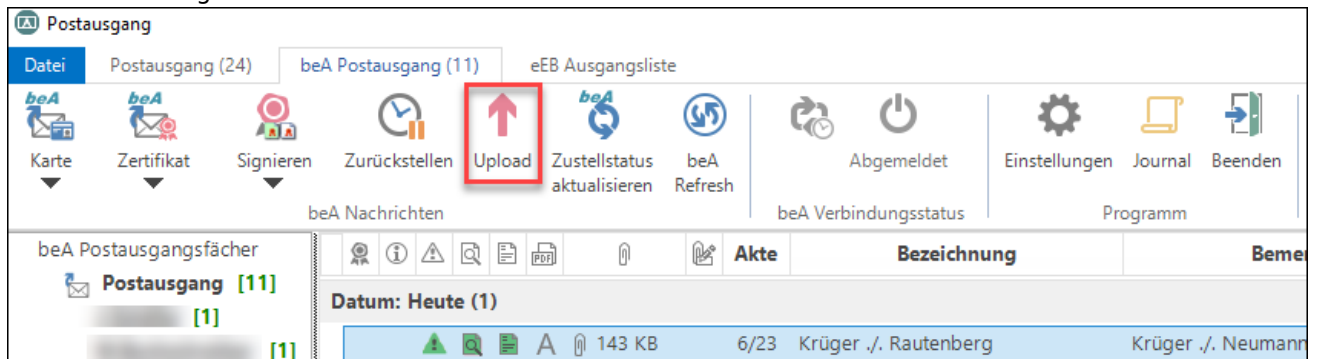 Postausgang
Datei Postausgang (24) beA Postausgang (11) eEB Ausgangsliste
beA beA beA
Karte Zertifikat Signieren Zurückstellen Upload Zustellstatus aktualisieren beA Refresh Abgemeldet Einstellungen Journal Beenden
beA Nachrichten beA Verbindungsstatus Programm
beA Postausgangsfächer PDF Akte Bezeichnung
Postausgang [11]
Datum: Heute (1)
[1]
A 143 KB 6/23 Krüger ./. Rautenberg Krüger ./. Neumann
[1]